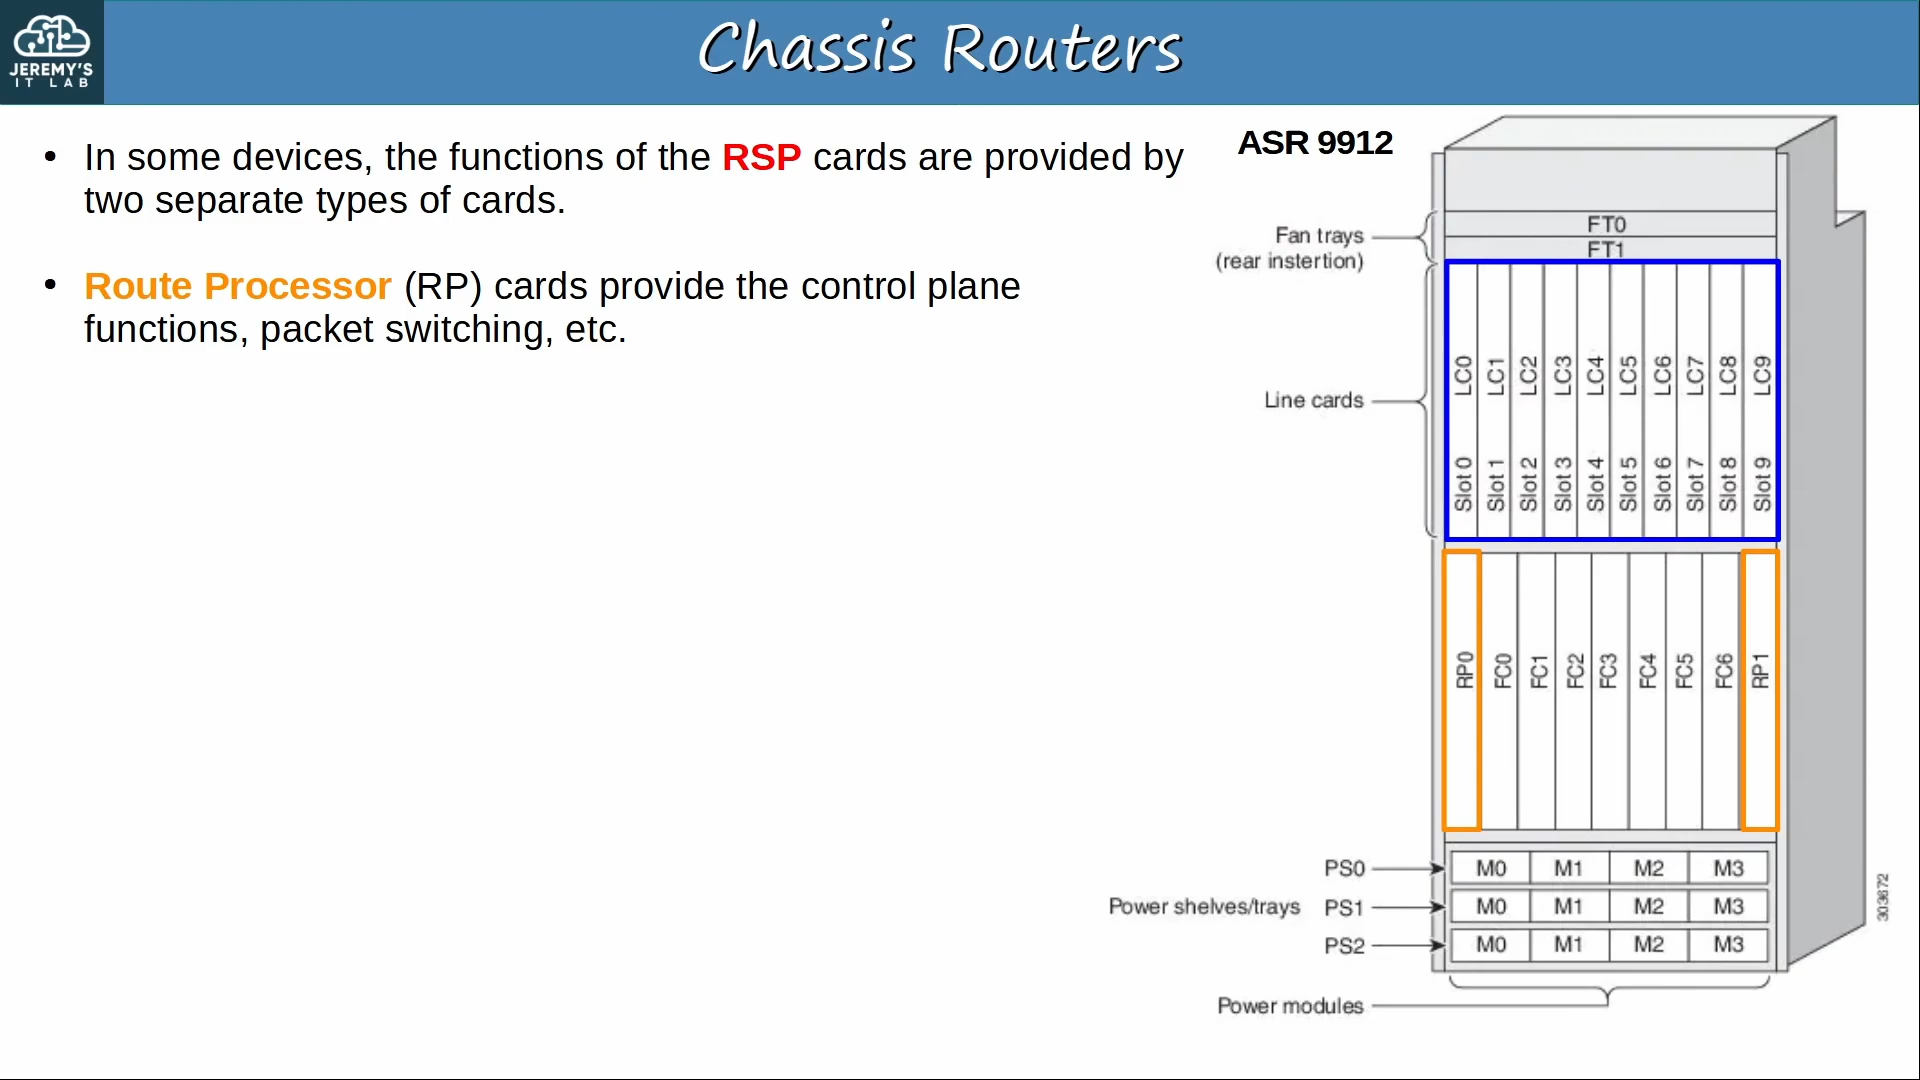 JEREMY'S
IT LAB
Chassis Routers
• In some devices, the functions of the RSP cards are provided by
two separate types of cards.
• Route Processor (RP) cards provide the control plane
functions, packet switching, etc.
ASR 9912
FT0
FT1
Fan trays
(rear instertion)
Line cards
LC0 LC1 LC2 LC3 LC4 LC5 LC6 LC7 LC8 LC9
Slot 0 Slot 1 Slot 2 Slot 3 Slot 4 Slot 5 Slot 6 Slot 7 Slot 8 Slot 9
RP0 FC0 FC1 FC2 FC3 FC4 FC5 FC6 RP1
PS0 M0 M1 M2 M3
Power shelves/trays PS1 M0 M1 M2 M3
PS2 M0 M1 M2 M3
Power modules
303672